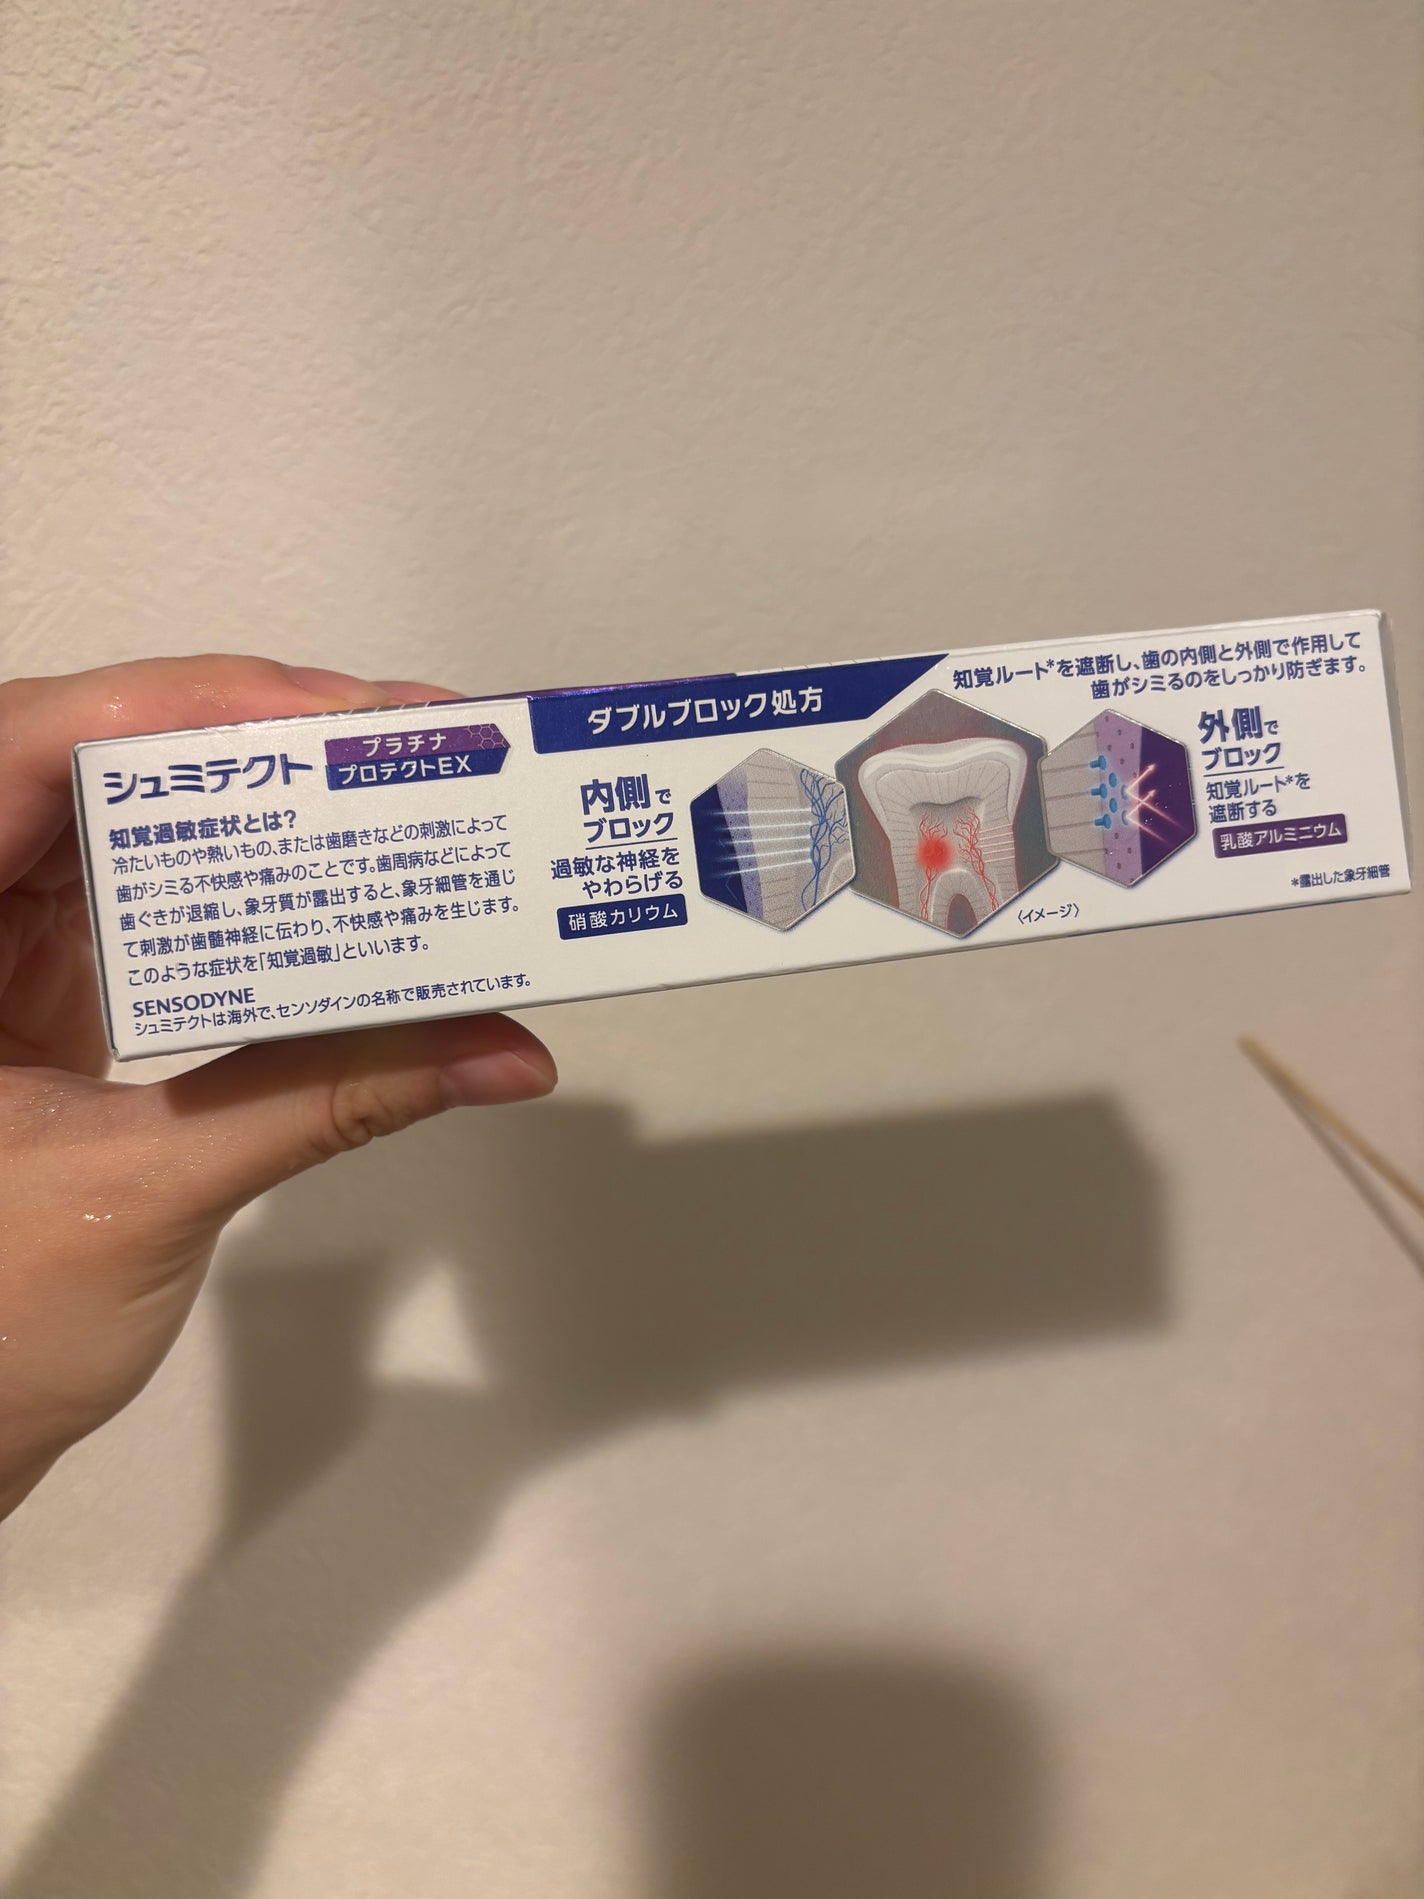 シュミテクト
プラチナ
プロテクトEX
知覚過敏症状とは?
冷たいものや熱いもの、または歯磨きなどの刺激によって
歯がシミる不快感や痛みのことです。歯周病などによって
歯ぐきが退縮し、象牙質が露出すると、象牙細管を通じ
て刺激が歯髄神経に伝わり、不快感や痛みを生じます。
このような症状を「知覚過敏」といいます。
SENSODYNE
シュミテクトは海外で、センソダインの名称で販売されています。
ダブルブロック処方
知覚ルート*を遮断し、歯の内側と外側で作用して
歯がシミるのをしっかり防ぎます。
内側で
ブロック
過敏な神経を
やわらげる
硝酸カリウム
〈イメージ〉
外側で
ブロック
知覚ルート*を
遮断する
乳酸アルミニウム
*露出した象牙細管